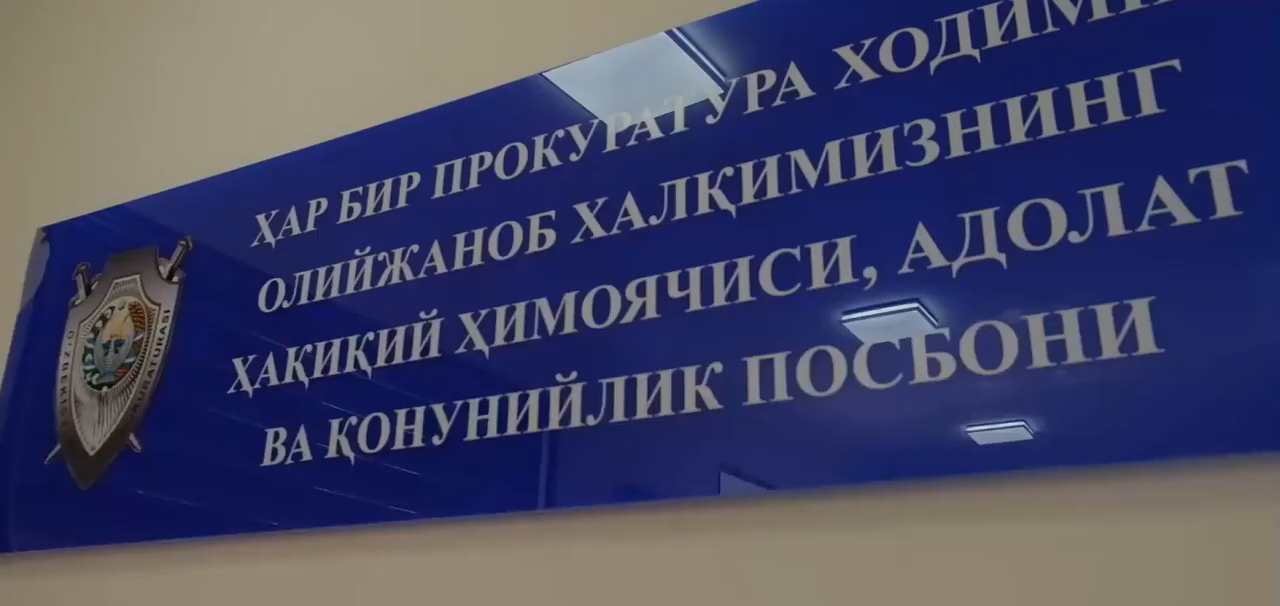 ҲАР БИР ПРОКУРАТУРА ХОДИМИ
ОЛИЙЖАНОБ ХАЛҚИМИЗНИНГ
ҲАҚИҚИЙ ҲИМОЯЧИСИ, АДОЛАТ
ВА ҚОНУНИЙЛИК ПОСБОНИ